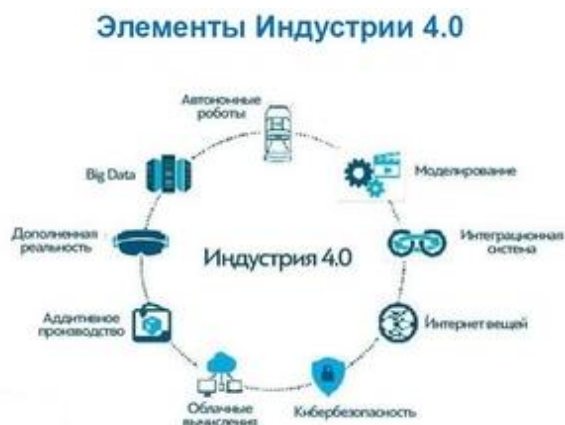 Элементы Индустрии 4.0
Автономные
роботы
Big Data
Моделирование
Дополненная
реальность
Интеграционная
система
Индустрия 4.0
Аддитивное
производство
Интернет вещей
Облачные
вычисления
Кибербезопасность